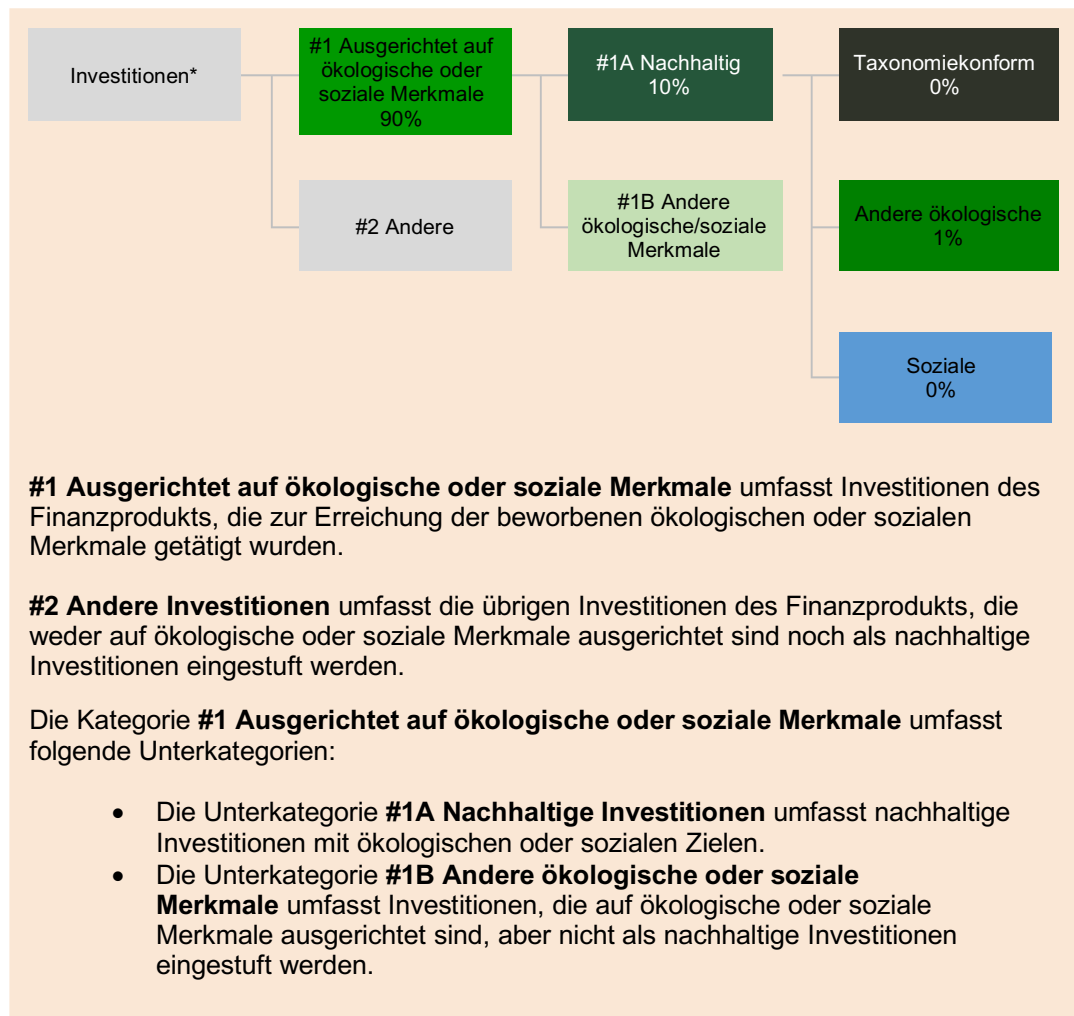 Investitionen*
#1 Ausgerichtet auf
ökologische oder
soziale Merkmale
90%
#1A Nachhaltig
10%
Taxonomiekonform
0%
#2 Andere
#1B Andere
ökologische/soziale
Merkmale
Andere ökologische
1%
Soziale
0%
#1 Ausgerichtet auf ökologische oder soziale Merkmale umfasst Investitionen des
Finanzprodukts, die zur Erreichung der beworbenen ökologischen oder sozialen
Merkmale getätigt wurden.
#2 Andere Investitionen umfasst die übrigen Investitionen des Finanzprodukts, die
weder auf ökologische oder soziale Merkmale ausgerichtet sind noch als nachhaltige
Investitionen eingestuft werden.
Die Kategorie #1 Ausgerichtet auf ökologische oder soziale Merkmale umfasst
folgende Unterkategorien:
• Die Unterkategorie #1A Nachhaltige Investitionen umfasst nachhaltige
Investitionen mit ökologischen oder sozialen Zielen.
• Die Unterkategorie #1B Andere ökologische oder soziale
Merkmale umfasst Investitionen, die auf ökologische oder soziale
Merkmale ausgerichtet sind, aber nicht als nachhaltige Investitionen
eingestuft werden.